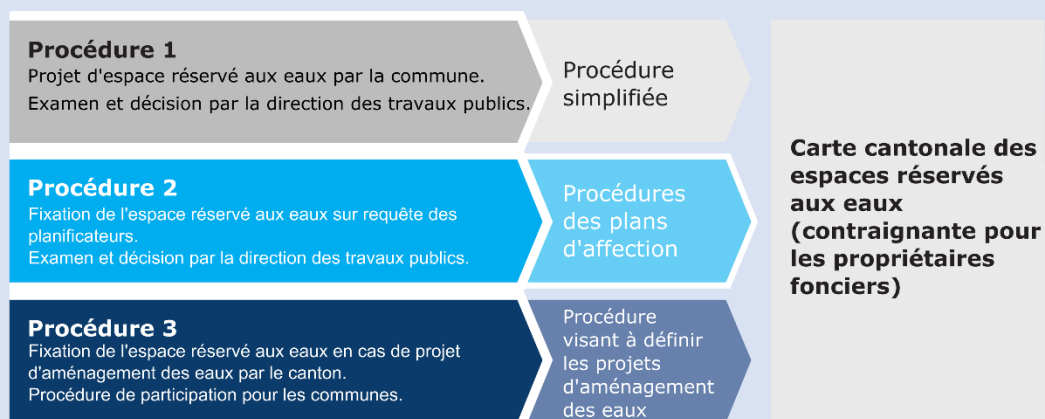 Procédure 1
Projet d'espace réservé aux eaux par la commune.
Examen et décision par la direction des travaux publics.
Procédure
simplifiée
Procédure 2
Fixation de l'espace réservé aux eaux sur requête des
planificateurs.
Examen et décision par la direction des travaux publics.
Procédures
des plans
d'affection
Procédure 3
Fixation de l'espace réservé aux eaux en cas de projet
d'aménagement des eaux par le canton.
Procédure de participation pour les communes.
Procédure
visant à définir
les projets
d'aménagement
des eaux
Carte cantonale des
espaces réservés
aux eaux
(contraignante pour
les propriétaires
fonciers)